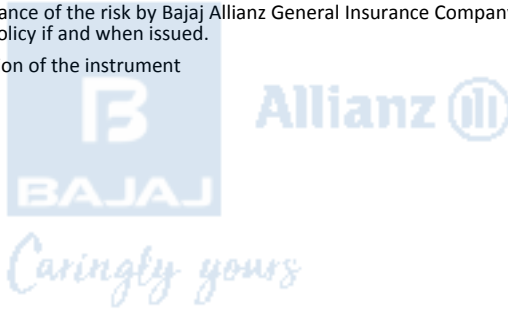 ance of the risk by Bajaj Allianz General Insurance Compan
olicy if and when issued.
on of the instrument
B Allianz
BAJAJ
Caringly yours